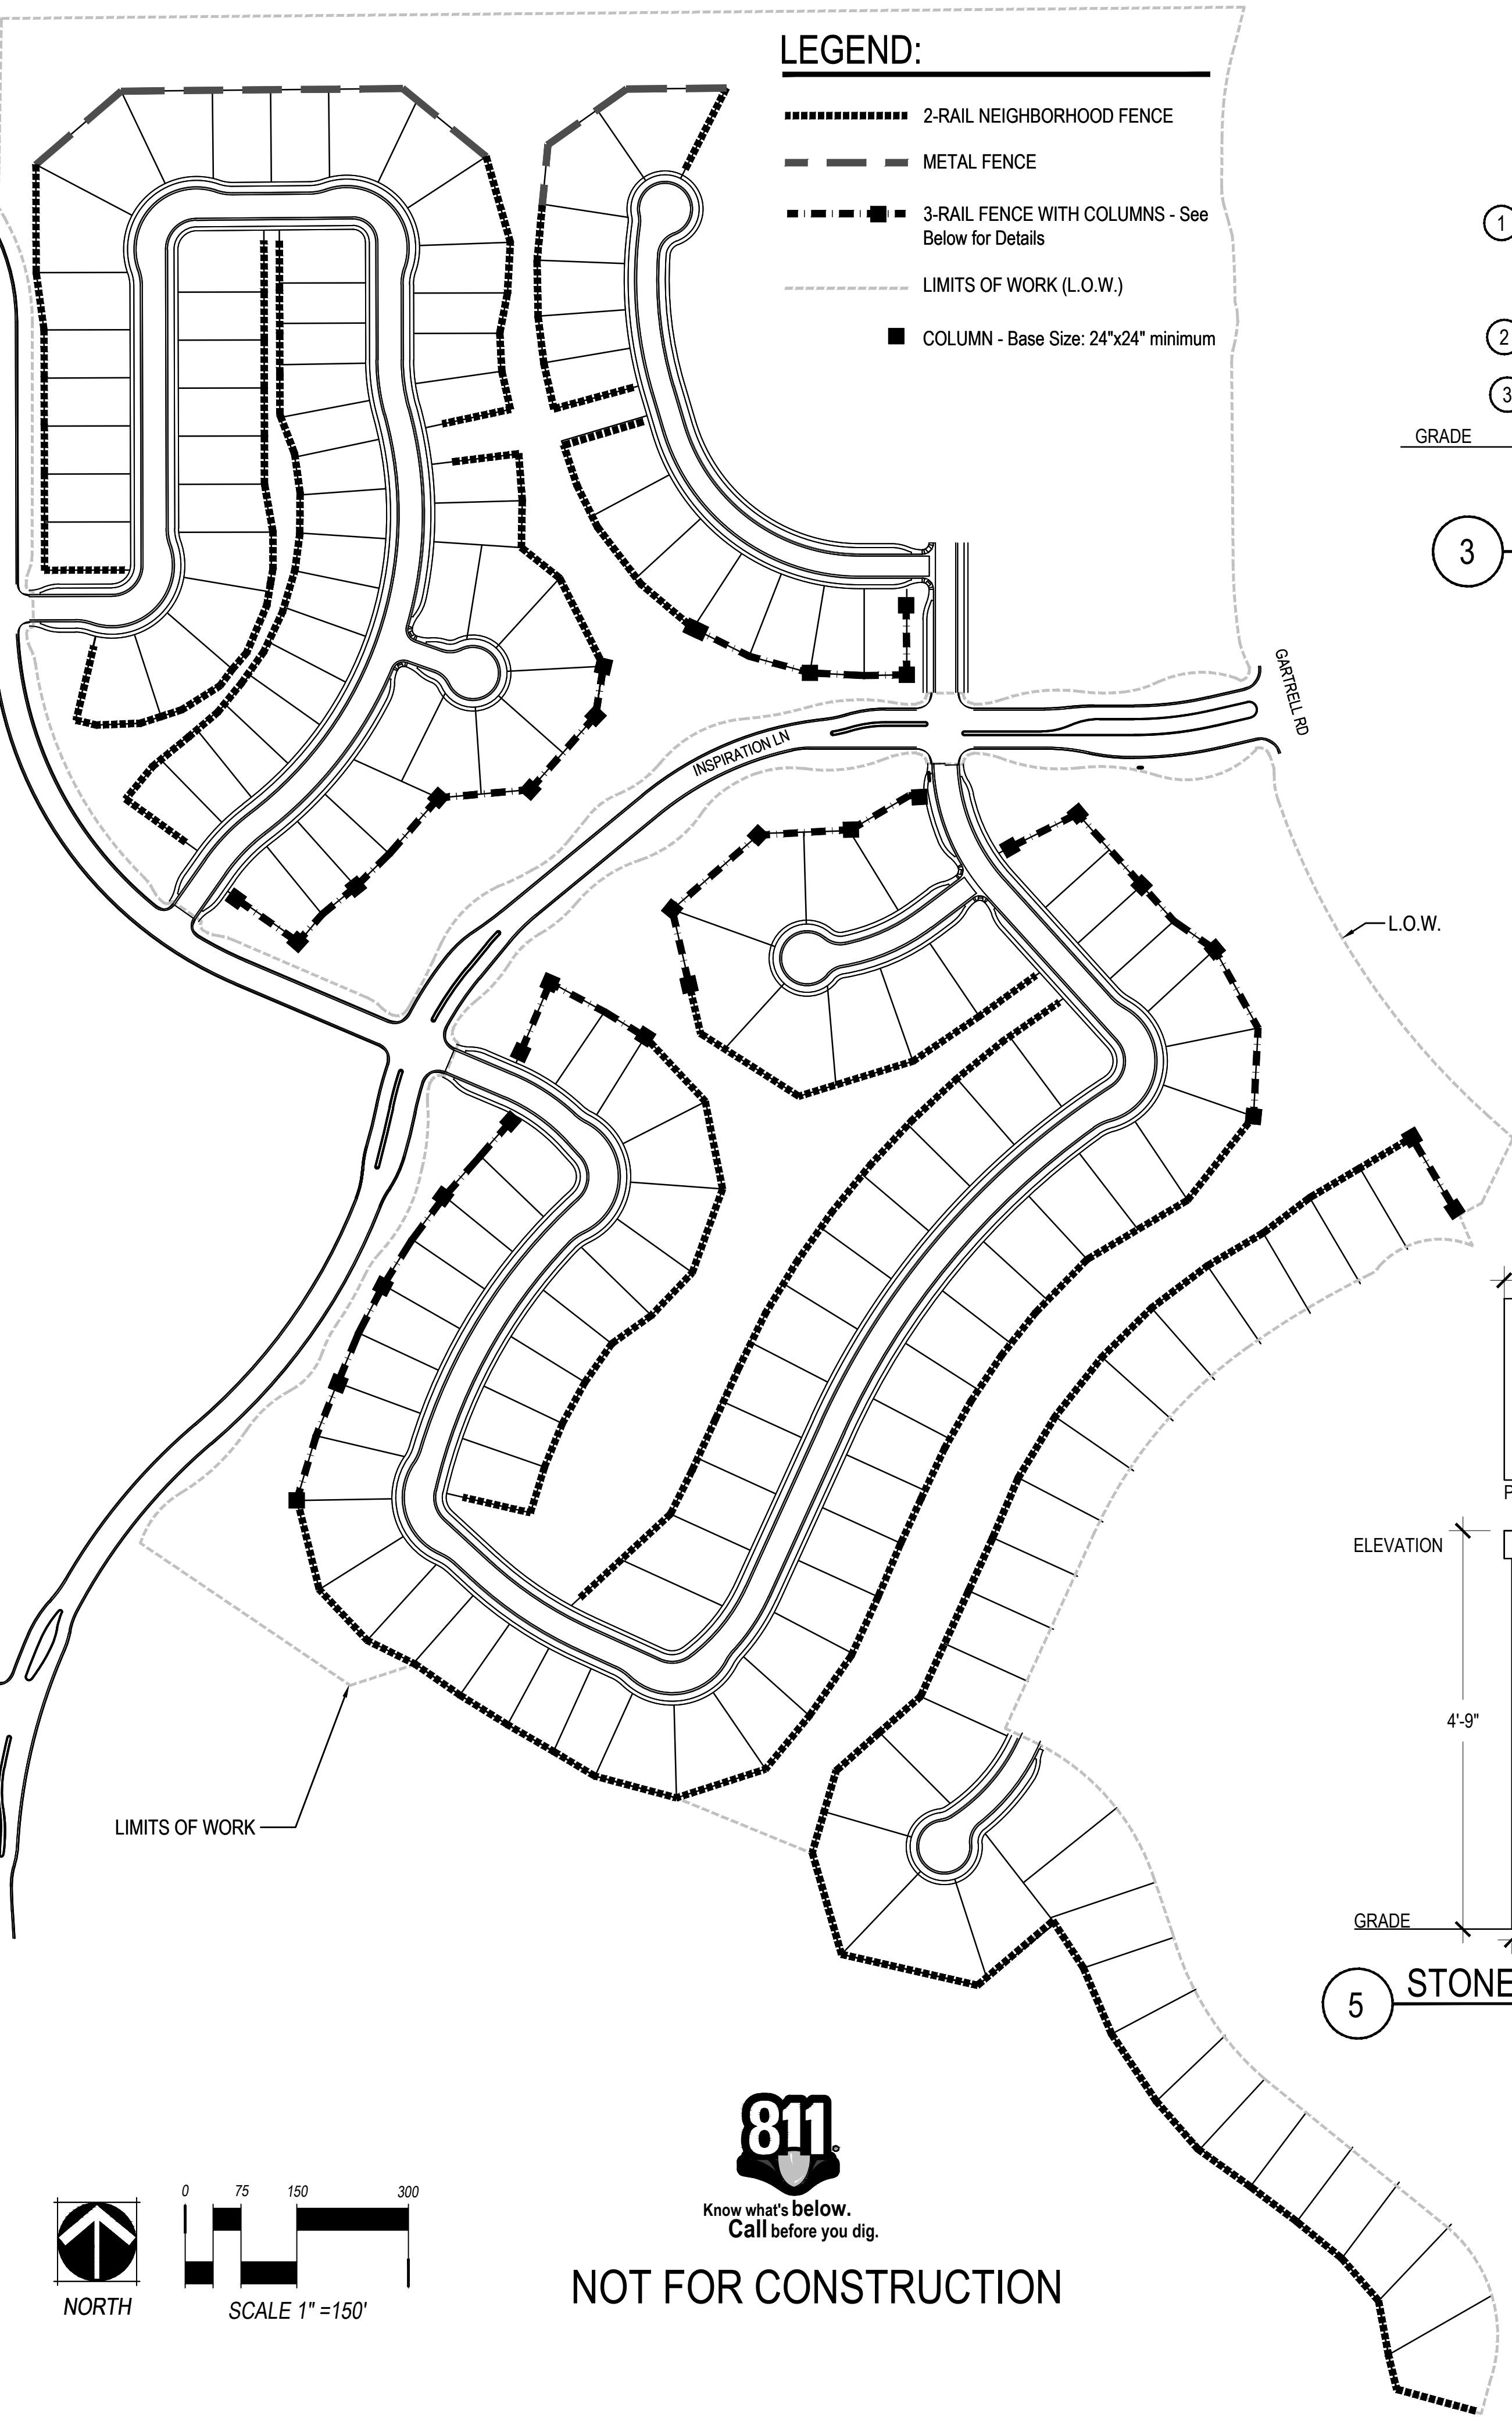 LEGEND:
2-RAIL NEIGHBORHOOD FENCE
METAL FENCE
3-RAIL FENCE WITH COLUMNS - See
Below for Details
LIMITS OF WORK (L.O.W.)
COLUMN - Base Size: 24"x24" minimum
1
2
3
GRADE
3
GARTRELL RD
INSPIRATION LN
L.O.W.
P
ELEVATION
4'-9"
LIMITS OF WORK
GRADE
5 STONE
811
Know what's below.
Call before you dig.
0 75 150 300
NORTH
SCALE 1" =150'
NOT FOR CONSTRUCTION